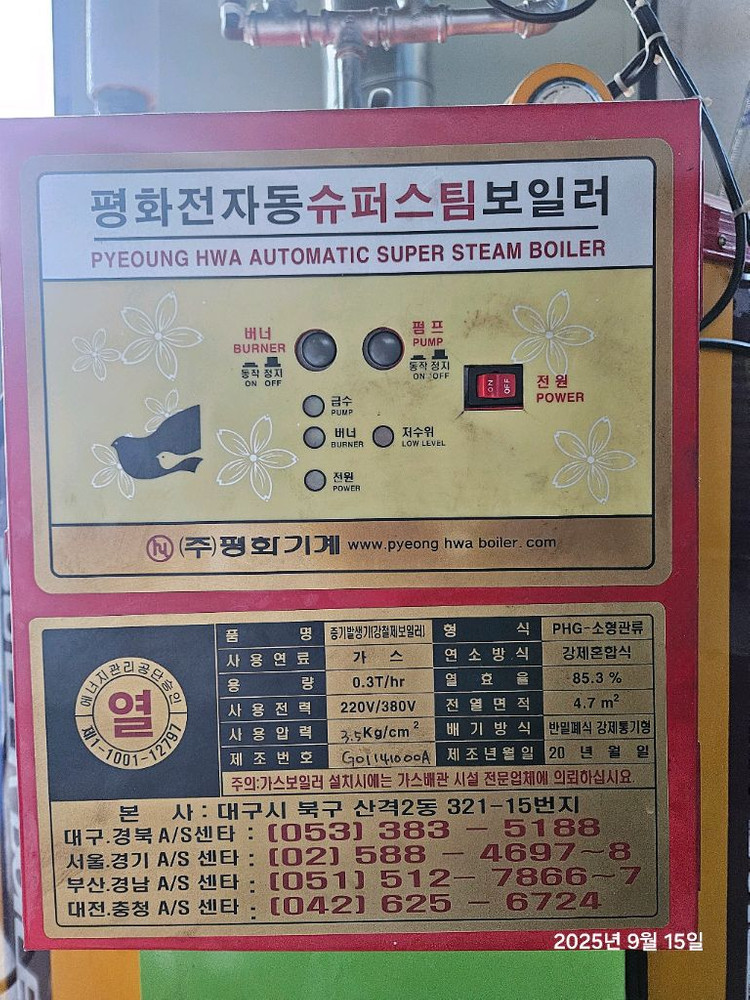 평화전자동슈퍼스팀보일러
PYEOUNG HWA AUTOMATIC SUPER STEAM BOILER
버너
BURNER
동작 정지
ON OFF
펌프
PUMP
동작 정지
ON OFF
ON OFF
전원
POWER
급수
PUMP
버너
BURNER
저수위
LOW LEVEL
전원
POWER
(주)평화기계 www.pyeong hwa boiler.com
에너지관리공단승인
열
제1-1001-12797
품명 증기발생기(강철제보일러) 형식 PHG-소형관류
사용연료 가스 연소방식 강제혼합식
용량 0.3T/hr 열효율 85.3 %
사용전력 220V/380V 전열면적 4.7 m²
사용압력 3.5Kg/cm² 배기방식 반밀폐식 강제통기형
제조번호 G01141000A 제조년월일 20 년 월 일
주의:가스보일러 설치시에는 가스배관 시설 전문업체에 의뢰하십시요
본 사 : 대구시 북구 산격2동 321-15번지
대구.경북 A/S센타 : (053) 383 - 5188
서울.경기 A/S 센타 : (02) 588 - 4697~8
부산.경남 A/S 센타 : (051) 512 - 7866~7
대전.충청 A/S 센타 : (042) 625 - 6724
2025년 9월 15일